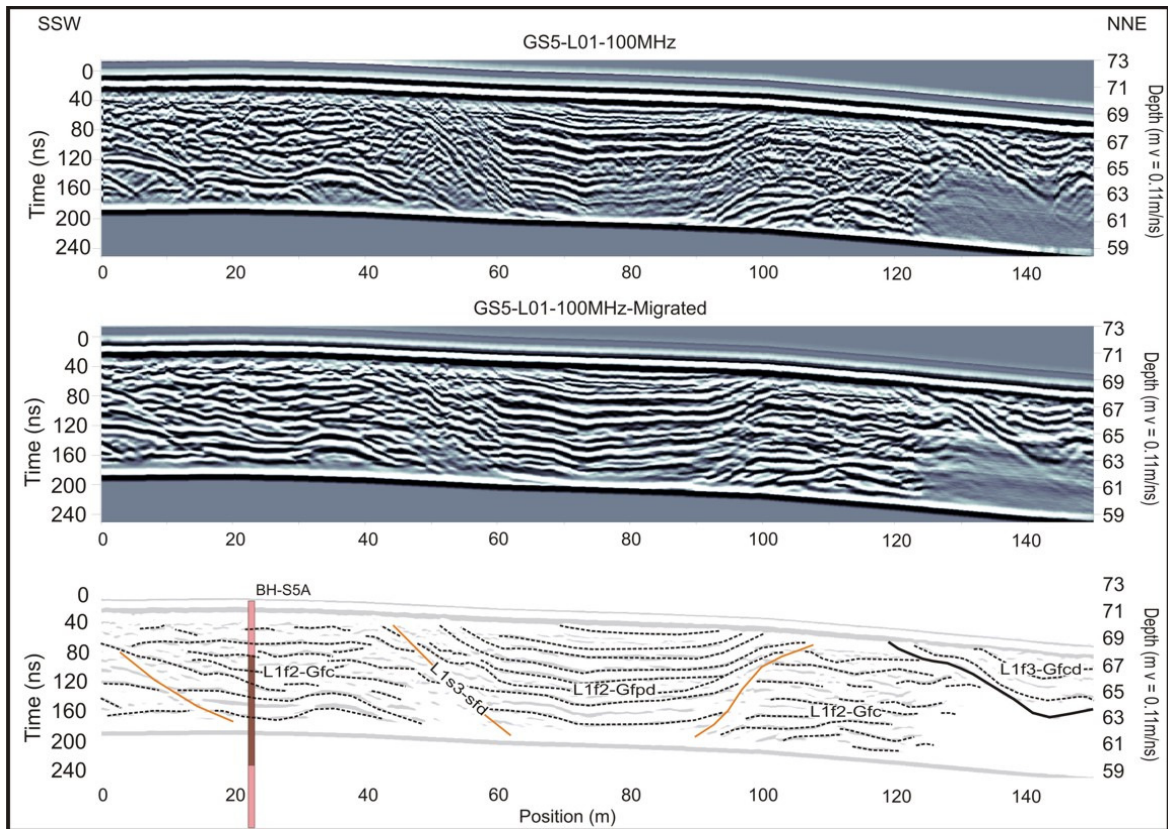 SSW
NNE
GS5-L01-100MHz
Time (ns)
0
40
80
120
160
200
240
73
71
69
67
65
63
61
59
Depth (m v = 0.11m/ns)
0 20 40 60 80 100 120 140
GS5-L01-100MHz-Migrated
Time (ns)
0
40
80
120
160
200
240
73
71
69
67
65
63
61
59
Depth (m v = 0.11m/ns)
0 20 40 60 80 100 120 140
BH-S5A
Time (ns)
0
40
80
120
160
200
240
L1f2-Gfc
L1s3-sfd
L1f2-Gfpd
L1f2-Gfc
L1f3-Gfcd
73
71
69
67
65
63
61
59
Depth (m v = 0.11m/ns)
0 20 40 60 80 100 120 140
Position (m)